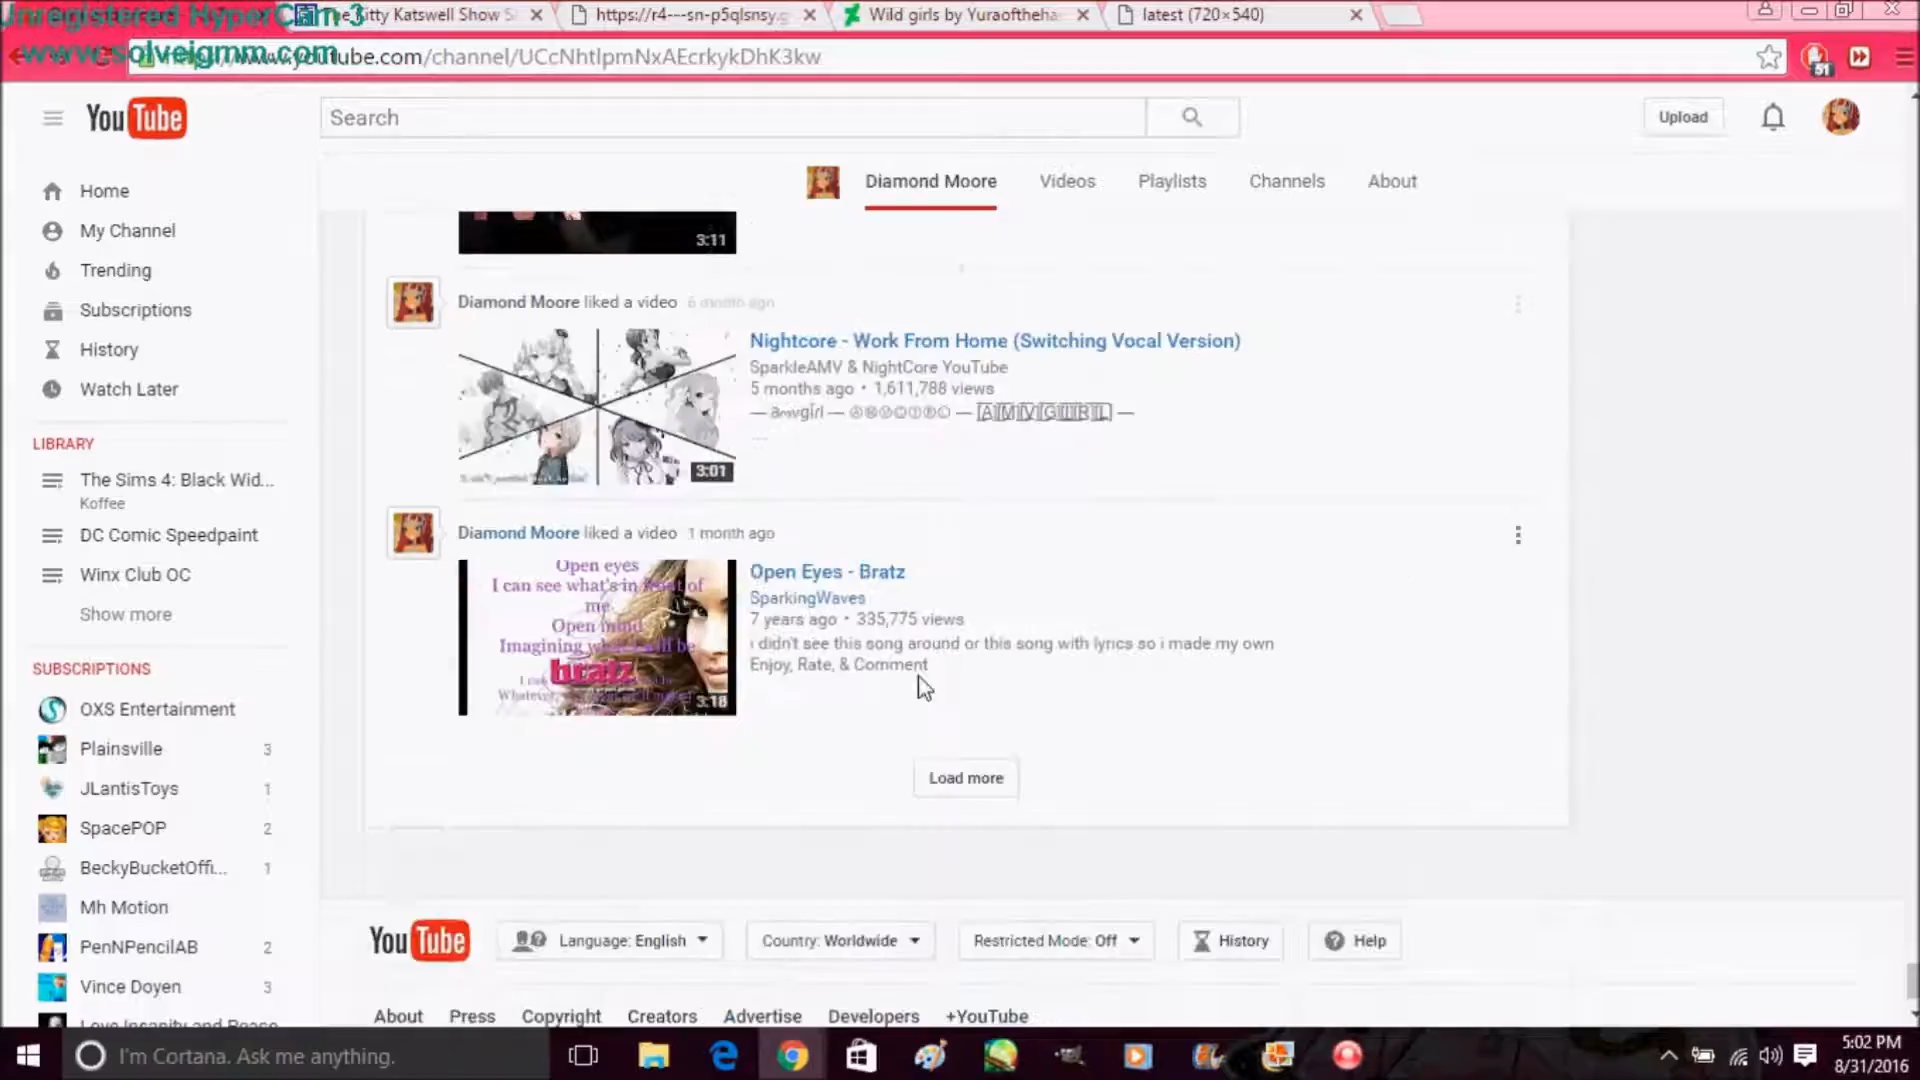 Unregistered HyperCam 3
www.solveigmm.com
The Kitty Katswell Show S
https://r4---sn-p5qlsnsy.g
Wild girls by Yuraoftheha
latest (720×540)
www.youtube.com/channel/UCcNhtlpmNxAEcrkykDhK3kw
51
YouTube
Search
Upload
Diamond Moore
Videos
Playlists
Channels
About
Home
My Channel
Trending
Subscriptions
History
Watch Later
LIBRARY
The Sims 4: Black Wid...
Koffee
DC Comic Speedpaint
Winx Club OC
Show more
SUBSCRIPTIONS
OXS Entertainment
Plainsville 3
JLantisToys 1
SpacePOP 2
BeckyBucketOffi... 1
Mh Motion
PenNPencilAB 2
Vince Doyen 3
Love Insanity and Peace
3:11
Diamond Moore liked a video 6 month ago
Nightcore - Work From Home (Switching Vocal Version)
SparkleAMV & NightCore YouTube
5 months ago • 1,611,788 views
3:01
Diamond Moore liked a video 1 month ago
Open eyes
I can see what's in front of
me
Open mind
Imagining what I will be
bratz
3:18
Open Eyes - Bratz
SparkingWaves
7 years ago • 335,775 views
i didn't see this song around or this song with lyrics so i made my own
Enjoy, Rate, & Comment
Load more
YouTube
Language: English
Country: Worldwide
Restricted Mode: Off
History
Help
About
Press
Copyright
Creators
Advertise
Developers
+YouTube
I'm Cortana. Ask me anything.
5:02 PM
8/31/2016